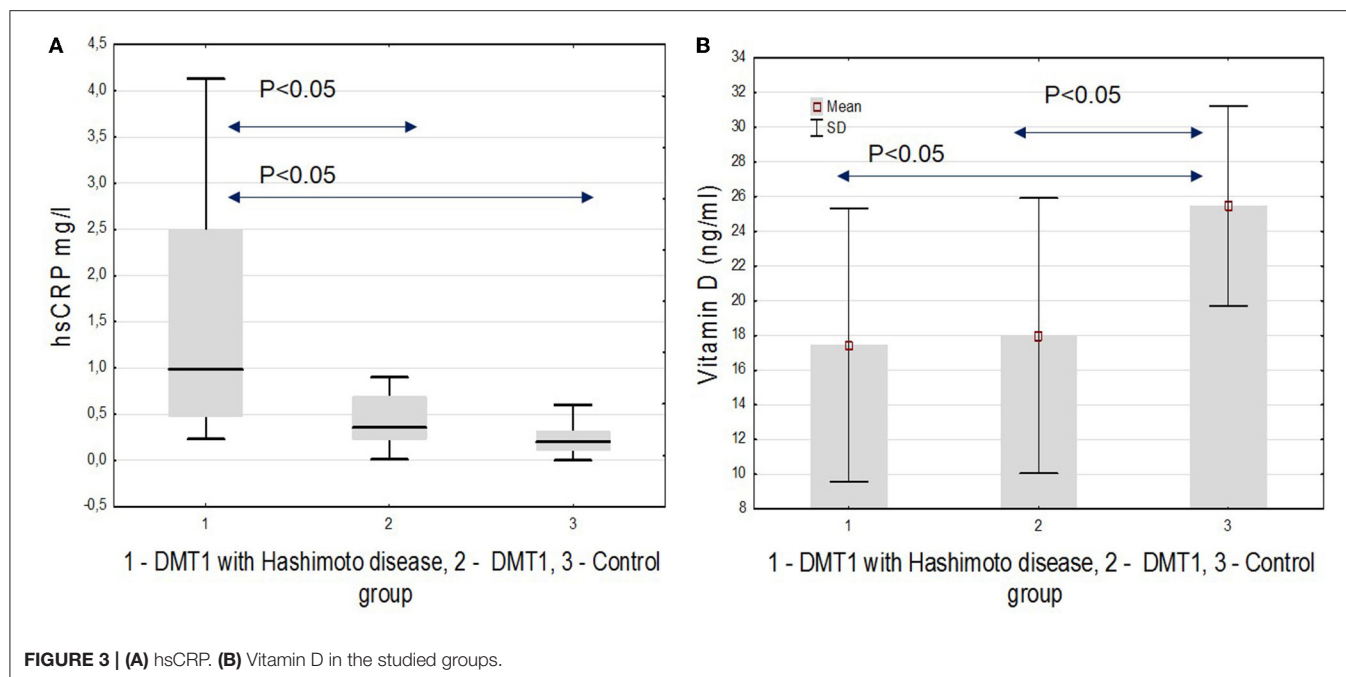 A
4,5
4,0
3,5
3,0
2,5
2,0
1,5
1,0
0,5
0,0
-0,5
hsCRP mg/l
P<0.05
P<0.05
1
2
3
1 - DMT1 with Hashimoto disease, 2 - DMT1, 3 - Control
group
B
34
32
30
28
26
24
22
20
18
16
14
12
10
8
Vitamin D (ng/ml)
Mean
SD
P<0.05
P<0.05
1
2
3
1 - DMT1 with Hashimoto disease, 2 - DMT1, 3 - Control
group
FIGURE 3 | (A) hsCRP. (B) Vitamin D in the studied groups.